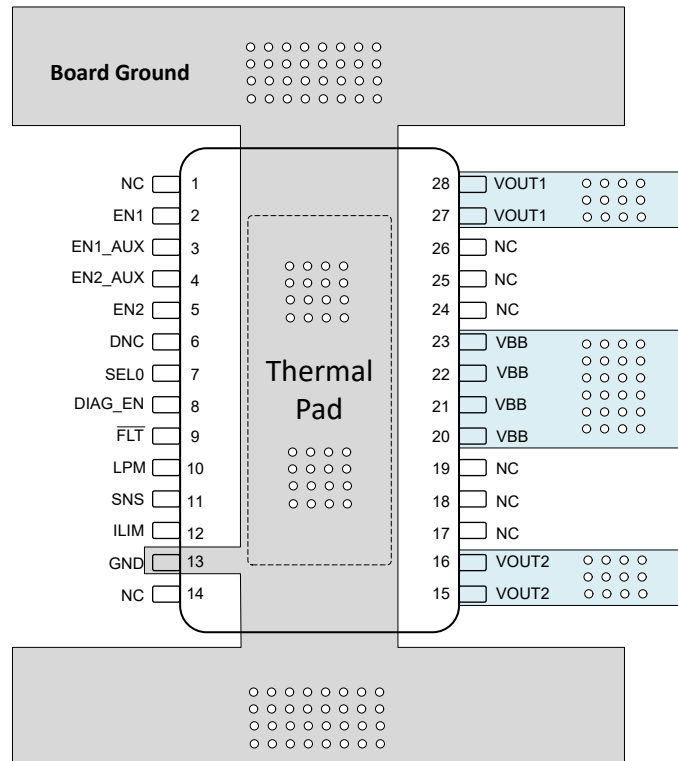 Board Ground
NC 1 28 VOUT1
EN1 2 27 VOUT1
EN1_AUX 3 26 NC
EN2_AUX 4 25 NC
EN2 5 24 NC
DNC 6 23 VBB
SEL0 7 22 VBB
DIAG_EN 8 21 VBB
FLT 9 20 VBB
LPM 10 19 NC
SNS 11 18 NC
ILIM 12 17 NC
GND 13 16 VOUT2
NC 14 15 VOUT2
Thermal
Pad